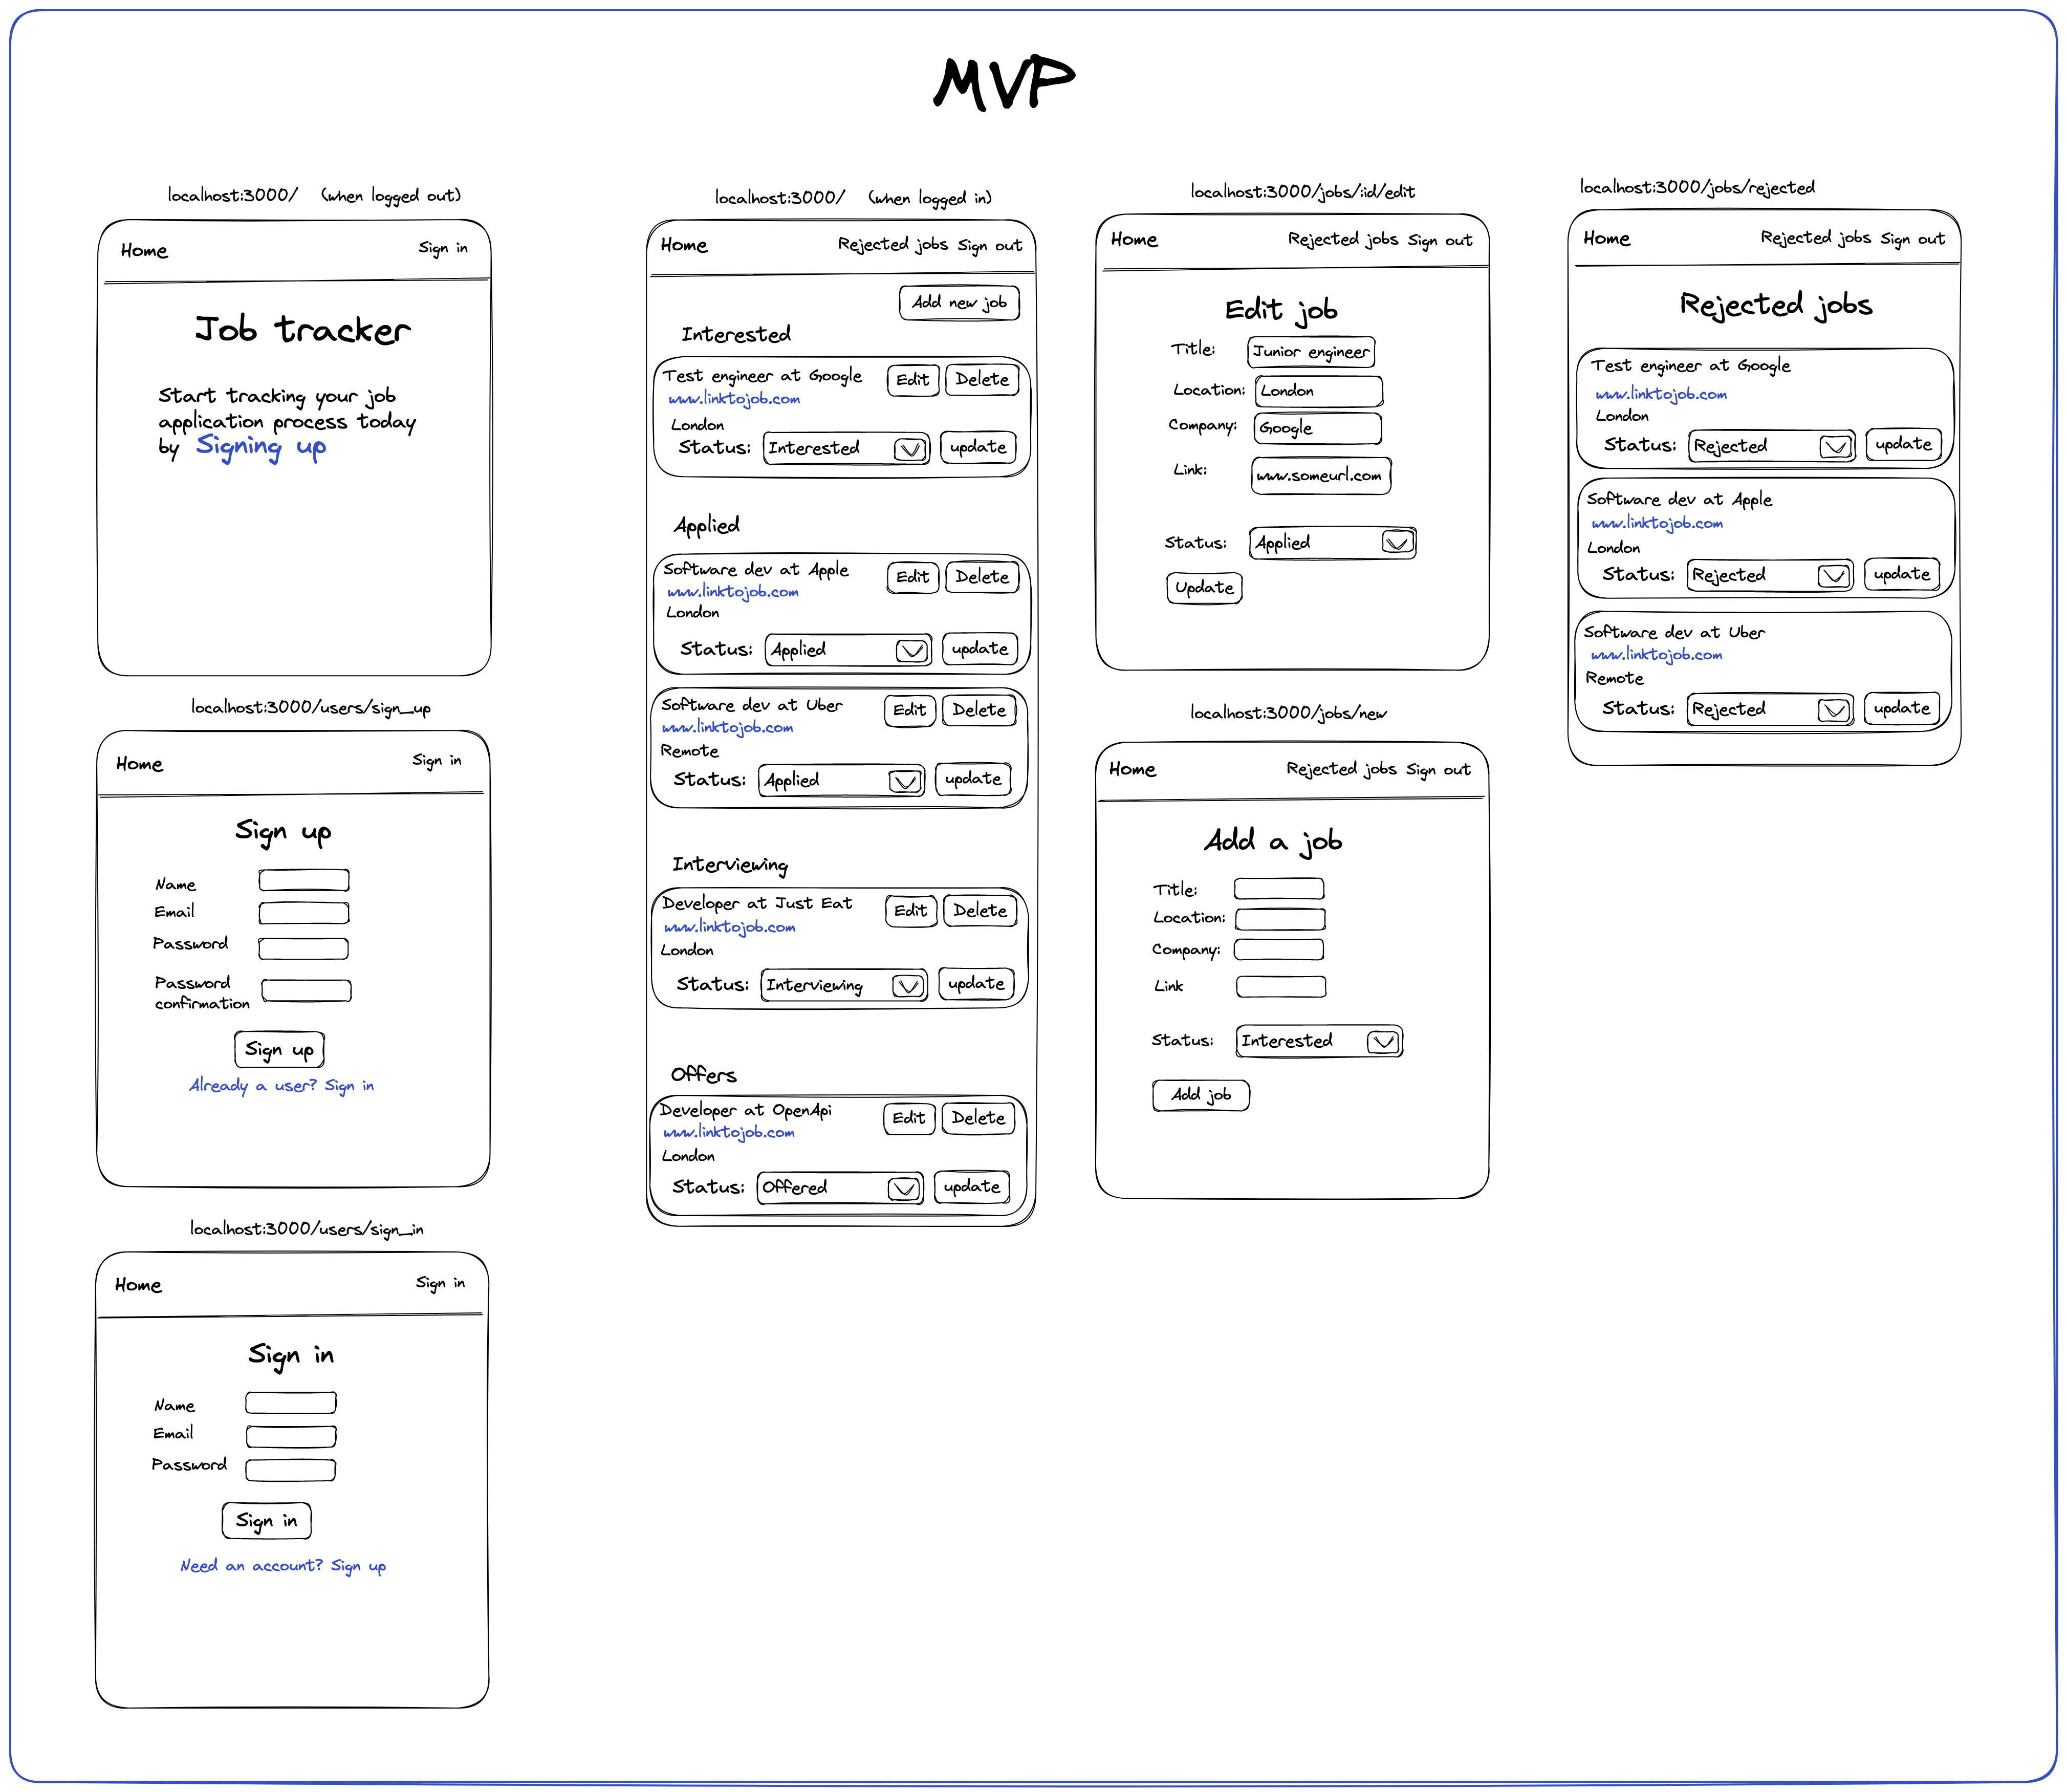 MVP
localhost:3000/ (when logged out)
Home Sign in
Job tracker
Start tracking your job
application process today
by Signing up
localhost:3000/users/sign_up
Home Sign in
Sign up
Name
Email
Password
Password
confirmation
Sign up
Already a user? Sign in
localhost:3000/users/sign_in
Home Sign in
Sign in
Name
Email
Password
Sign in
Need an account? Sign up
localhost:3000/ (when logged in)
Home Rejected jobs Sign out
Add new job
Interested
Test engineer at Google Edit Delete
www.linktojob.com
London
Status: Interested update
Applied
Software dev at Apple Edit Delete
www.linktojob.com
London
Status: Applied update
Software dev at Uber Edit Delete
www.linktojob.com
Remote
Status: Applied update
Interviewing
Developer at Just Eat Edit Delete
www.linktojob.com
London
Status: Interviewing update
Offers
Developer at OpenApi Edit Delete
www.linktojob.com
London
Status: Offered update
localhost:3000/jobs/:id/edit
Home Rejected jobs Sign out
Edit job
Title: Junior engineer
Location: London
Company: Google
Link: www.someurl.com
Status: Applied
Update
localhost:3000/jobs/new
Home Rejected jobs Sign out
Add a job
Title:
Location:
Company:
Link
Status: Interested
Add job
localhost:3000/jobs/rejected
Home Rejected jobs Sign out
Rejected jobs
Test engineer at Google
www.linktojob.com
London
Status: Rejected update
Software dev at Apple
www.linktojob.com
London
Status: Rejected update
Software dev at Uber
www.linktojob.com
Remote
Status: Rejected update